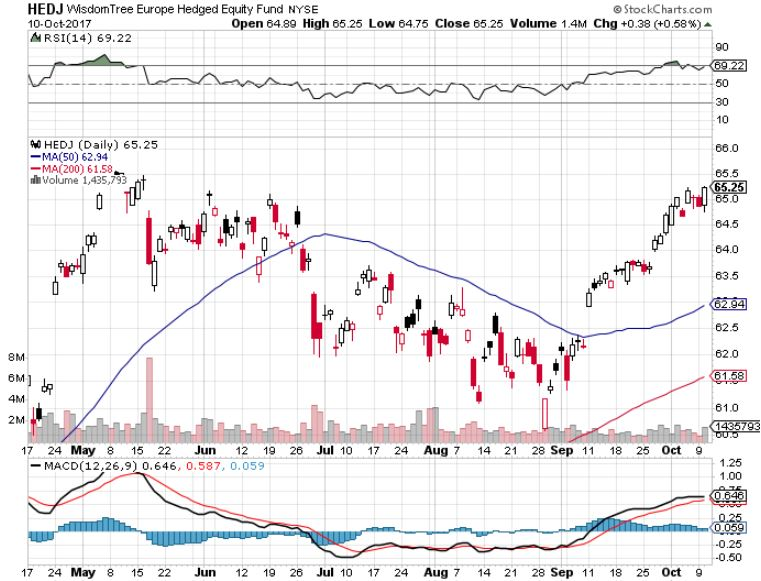 HEDJ WisdomTree Europe Hedged Equity Fund NYSE © StockCharts.com
10-Oct-2017 Open 64.89 High 65.25 Low 64.75 Close 65.25 Volume 1.4M Chg +0.38 (+0.58%)
RSI(14) 69.22
90
69.22
50
30
10
HEDJ (Daily) 65.25
MA(50) 62.94
MA(200) 61.58
Volume 1,435,793
66.0
65.5
65.25
65.0
64.5
64.0
63.5
62.94
62.5
62.0
61.58
61.0
1435793
60.5
8M
6M
4M
2M
17 24 May 8 15 22 Jun 12 19 26 Jul 10 17 24 Aug 7 14 21 28 Sep 11 18 25 Oct 9
MACD(12,26,9) 0.646, 0.587, 0.059
1.25
1.00
0.646
0.25
0.059
-0.25
-0.50
17 24 May 8 15 22 Jun 12 19 26 Jul 10 17 24 Aug 7 14 21 28 Sep 11 18 25 Oct 9